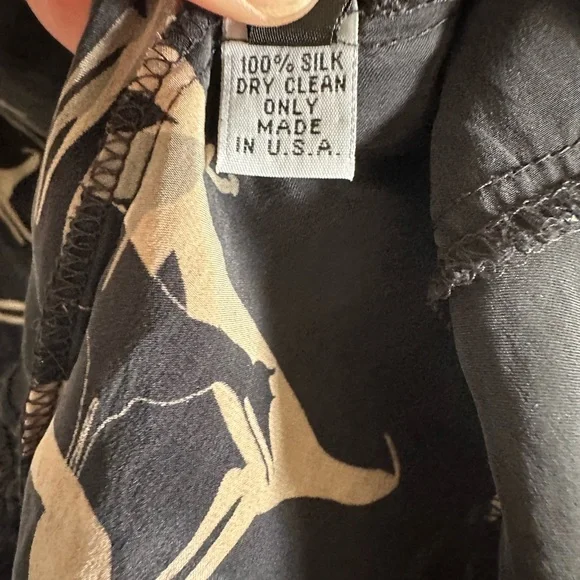 100% SILK
DRY CLEAN
ONLY
MADE
IN U.S.A.